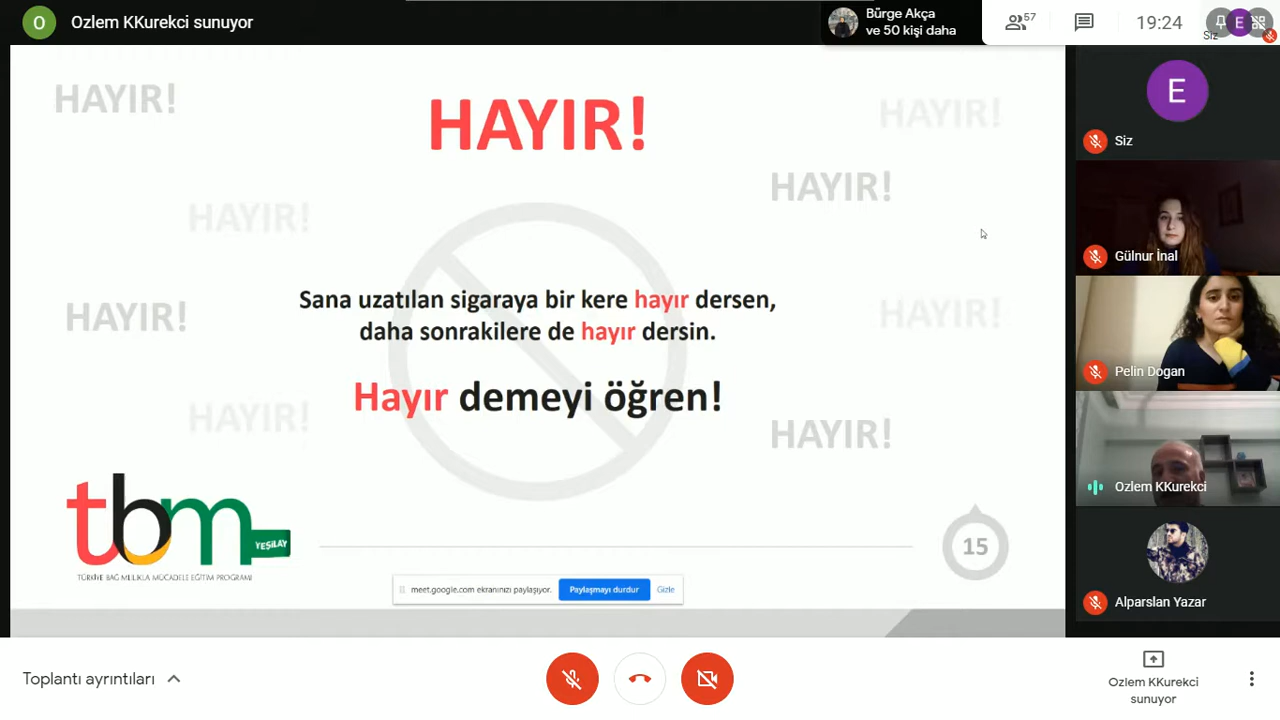 O
Ozlem KKurekci sunuyor
Bürge Akça
ve 50 kişi daha
57
19:24
Siz
E
HAYIR!
HAYIR!
HAYIR!
HAYIR!
HAYIR!
HAYIR!
HAYIR!
Sana uzatılan sigaraya bir kere hayır dersen,
daha sonrakilere de hayır dersin.
HAYIR!
Hayır demeyi öğren!
HAYIR!
tbm
YEŞİLAY
TÜRKİYE BAĞIMLILIKLA MÜCADELE EĞİTİM PROGRAMI
15
meet.google.com ekranınızı paylaşıyor.
Paylaşmayı durdur
Gizle
E
Siz
Gülnur İnal
Pelin Dogan
Ozlem KKurekci
Alparslan Yazar
Toplantı ayrıntıları
Ozlem KKurekci
sunuyor